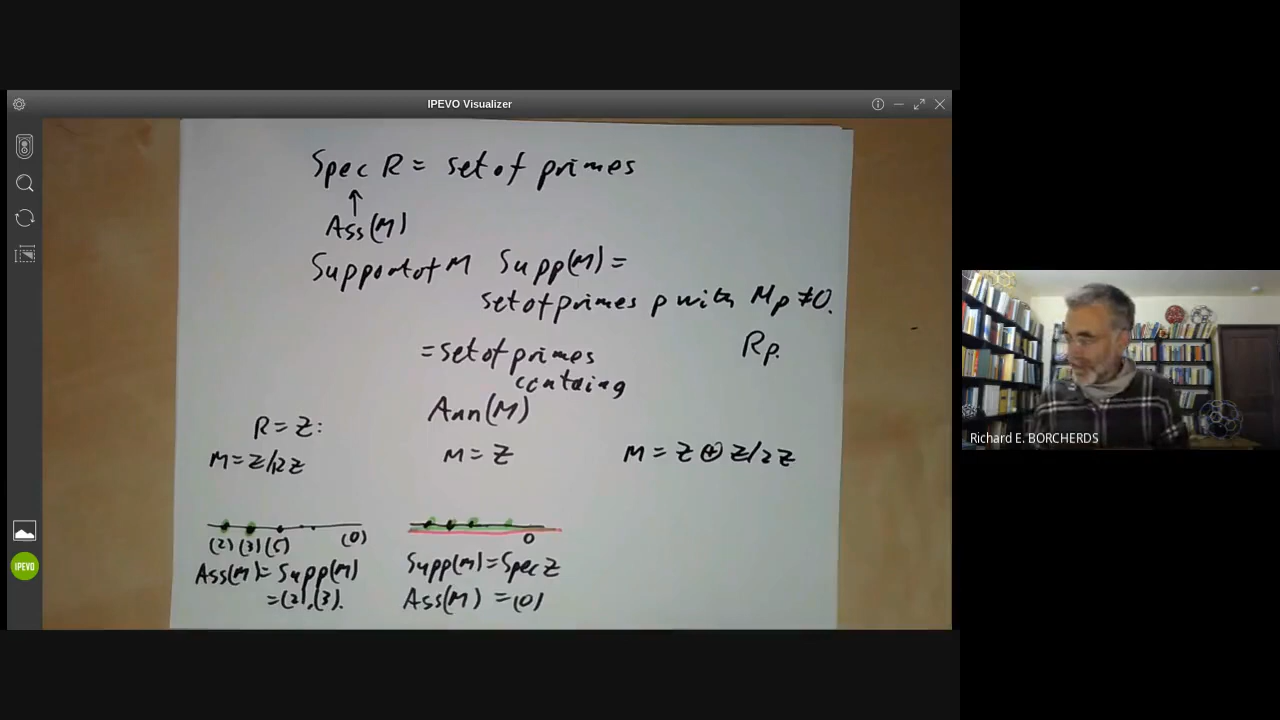 IPEVO Visualizer
Spec R = set of primes
↑
Ass(M)
Support of M Supp(M) =
set of primes p with Mp ≠ 0.
Rp.
= set of primes
containg
Ann(M)
R = Z:
M = Z/12Z
M = Z
M = Z ⊕ Z/2Z
(2) (3) (5) (0)
0
Ass(M) = Supp(M)
= (2), (3).
Supp(M) = Spec Z
Ass(M) = (0)
Richard E. BORCHERDS
IPEVO